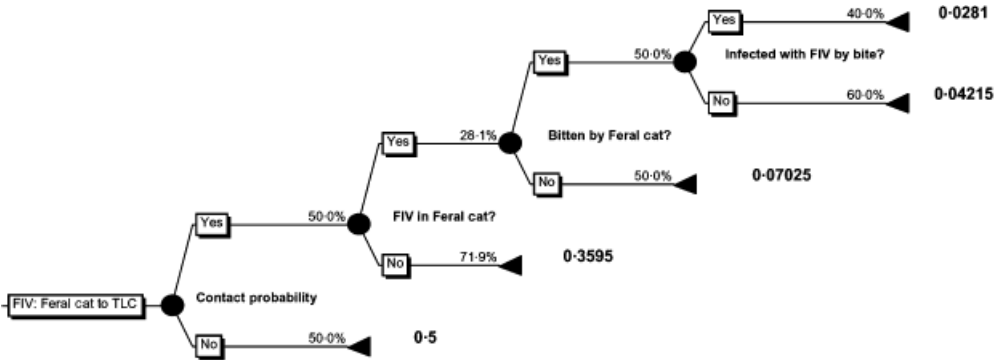 Yes 40·0% 0·0281
Infected with FIV by bite?
Yes 50·0%
No 60·0% 0·04215
Yes 28·1% Bitten by Feral cat?
No 50·0% 0·07025
Yes 50·0% FIV in Feral cat?
No 71·9% 0·3595
FIV: Feral cat to TLC Contact probability
No 50·0% 0·5